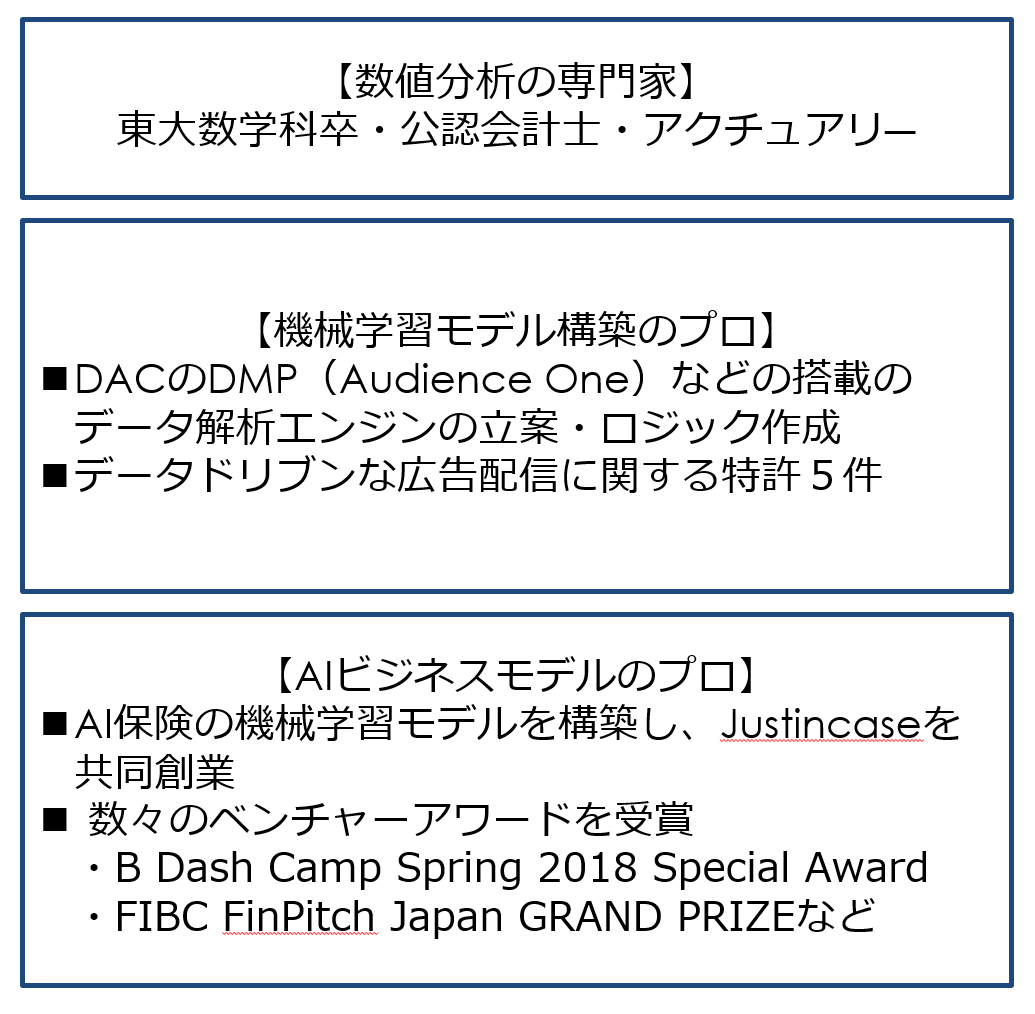 【数値分析の専門家】
東大数学科卒・公認会計士・アクチュアリー
【機械学習モデル構築のプロ】
■DACのDMP（Audience One）などの搭載の
データ解析エンジンの立案・ロジック作成
■データドリブンな広告配信に関する特許５件
【AIビジネスモデルのプロ】
■AI保険の機械学習モデルを構築し、Justincaseを
共同創業
■ 数々のベンチャーアワードを受賞
・B Dash Camp Spring 2018 Special Award
・FIBC FinPitch Japan GRAND PRIZEなど